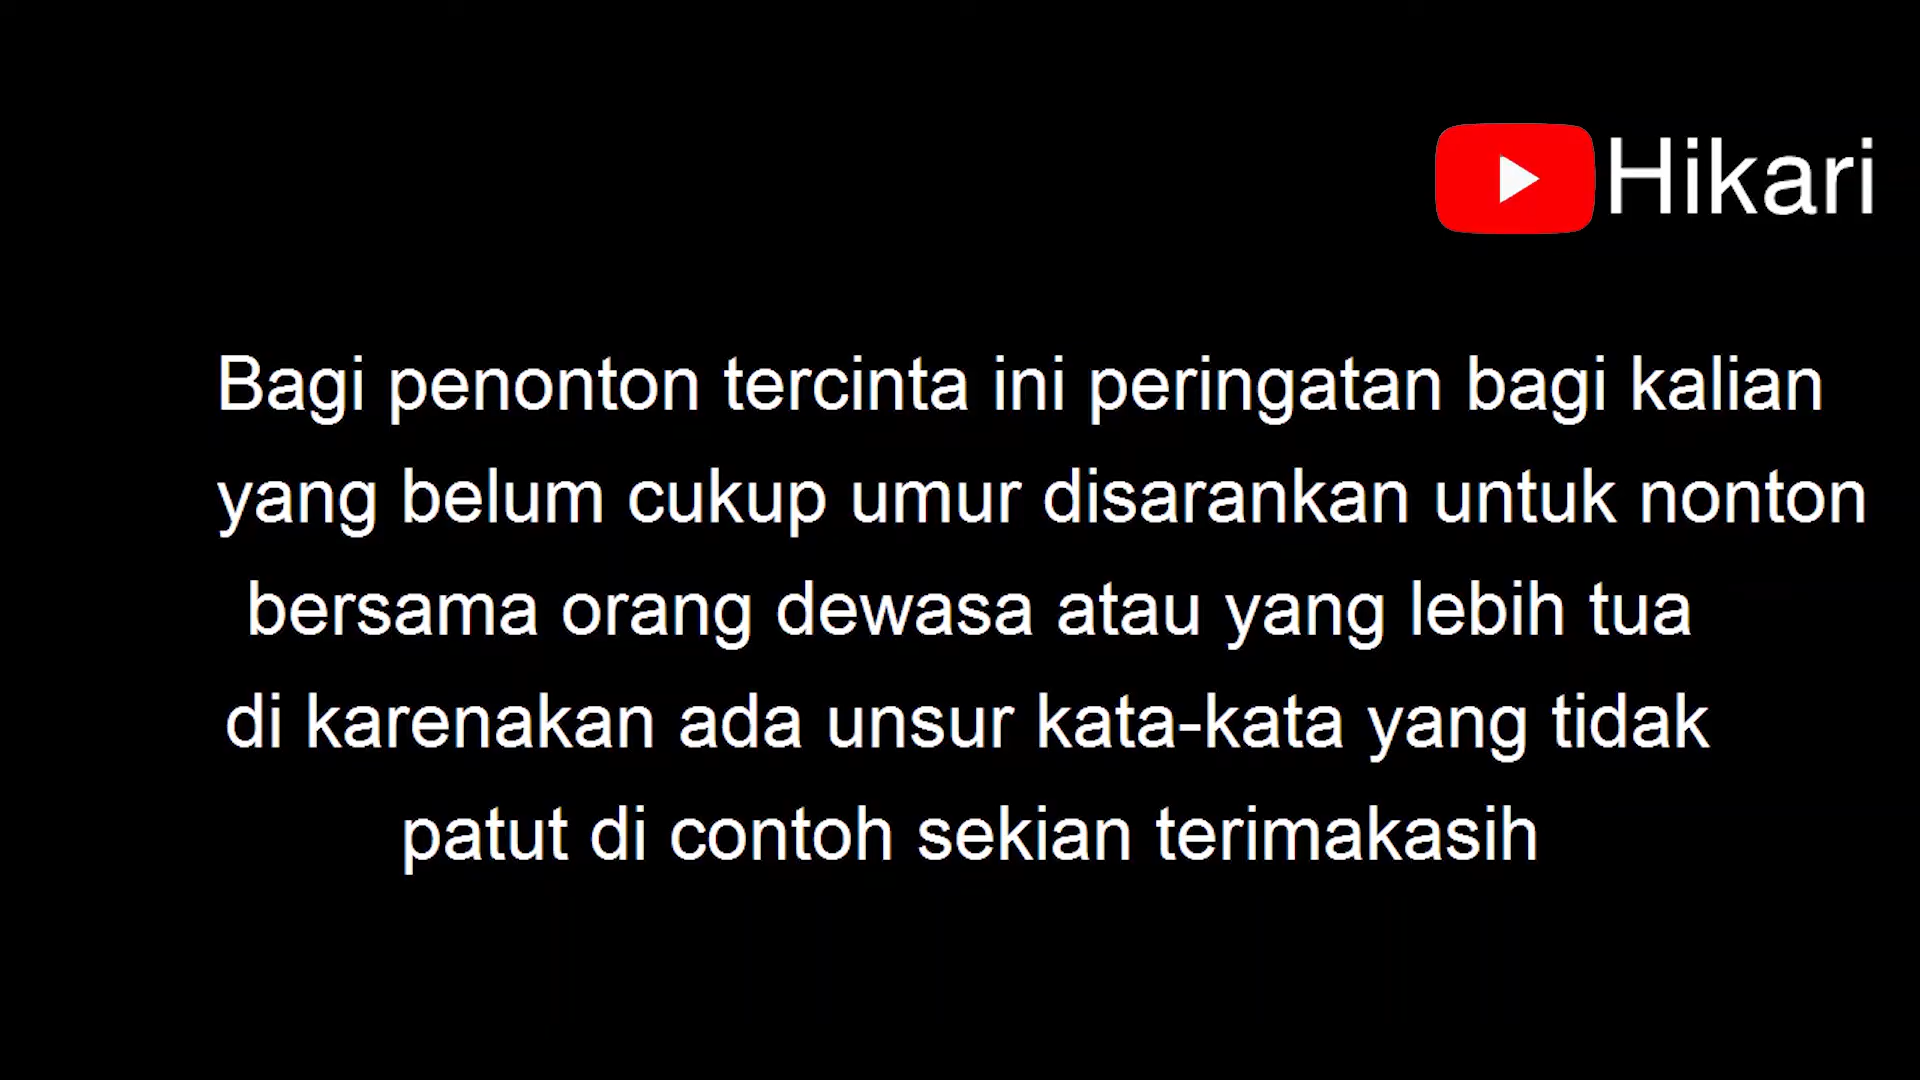 Hikari
Bagi penonton tercinta ini peringatan bagi kalian
yang belum cukup umur disarankan untuk nonton
bersama orang dewasa atau yang lebih tua
di karenakan ada unsur kata-kata yang tidak
patut di contoh sekian terimakasih